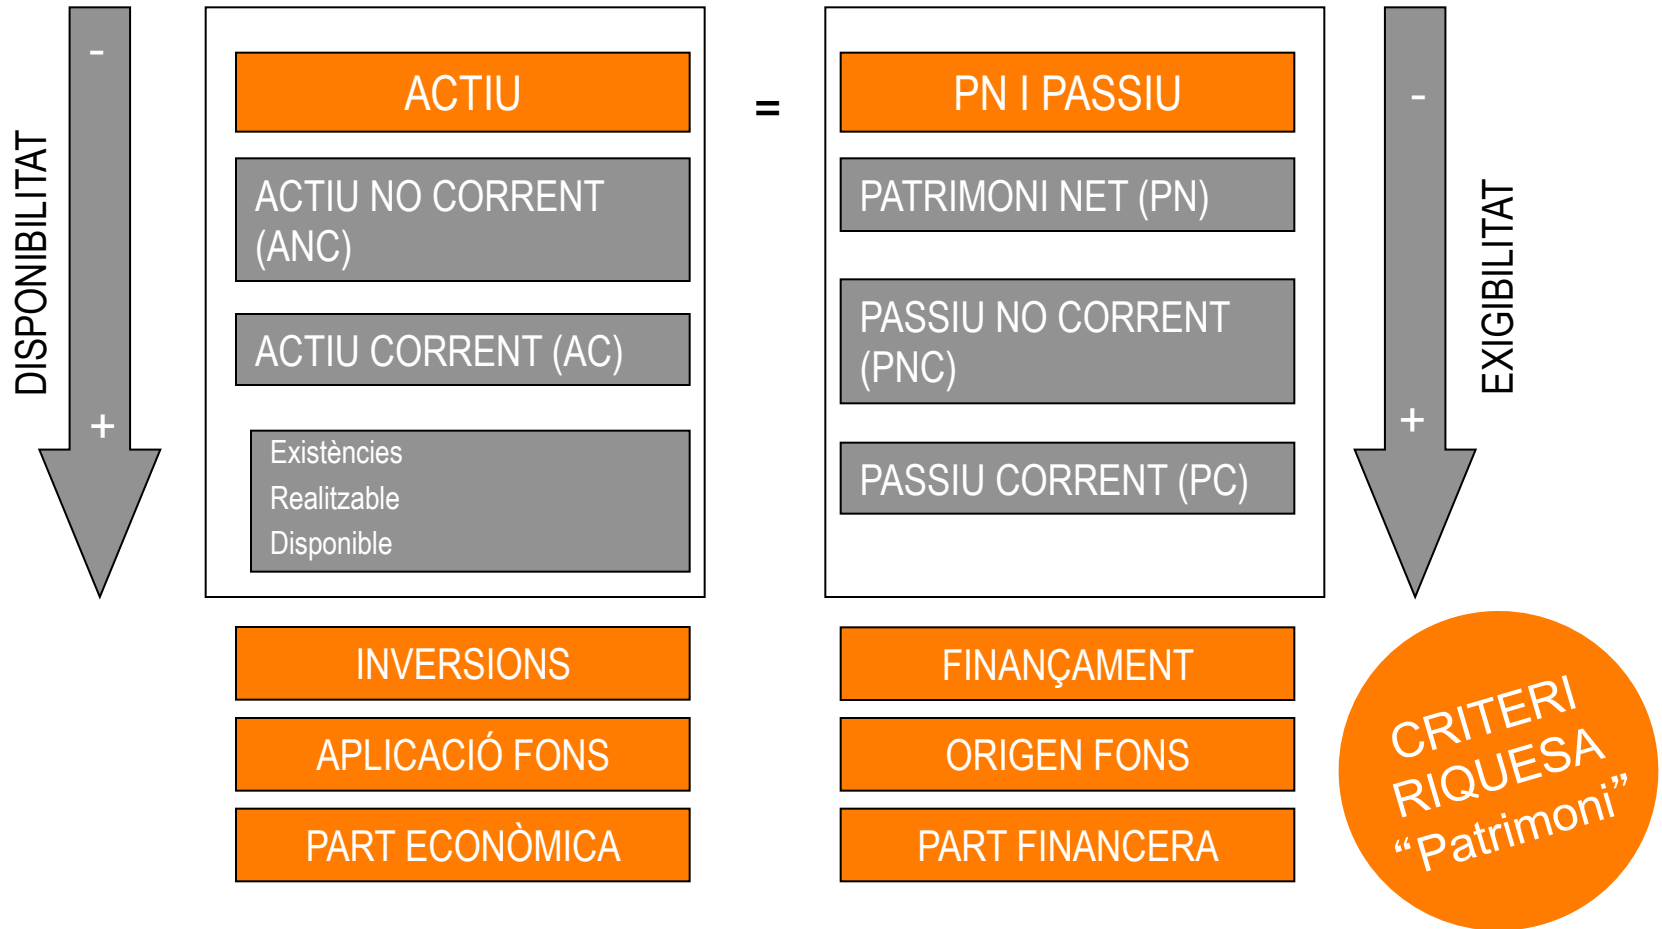 -
DISPONIBILITAT
+
ACTIU
ACTIU NO CORRENT
(ANC)
ACTIU CORRENT (AC)
Existències
Realitzable
Disponible
=
PN I PASSIU
PATRIMONI NET (PN)
PASSIU NO CORRENT
(PNC)
PASSIU CORRENT (PC)
-
EXIGIBILITAT
+
INVERSIONS
APLICACIÓ FONS
PART ECONÒMICA
FINANÇAMENT
ORIGEN FONS
PART FINANCERA
CRITERI
RIQUESA
“Patrimoni”